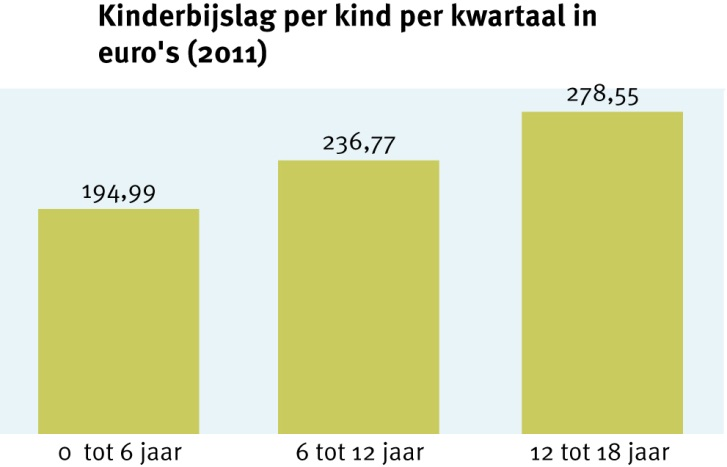 Kinderbijslag per kind per kwartaal in
euro's (2011)
278,55
236,77
194,99
0 tot 6 jaar
6 tot 12 jaar
12 tot 18 jaar